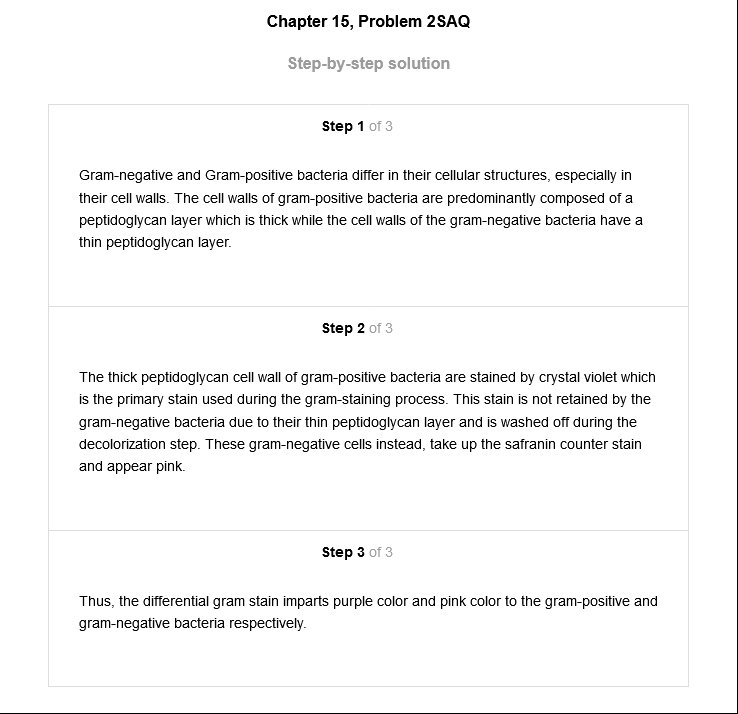 Chapter 15, Problem 2SAQ
Step-by-step solution
Step 1 of 3
Gram-negative and Gram-positive bacteria differ in their cellular structures, especially in
their cell walls. The cell walls of gram-positive bacteria are predominantly composed of a
peptidoglycan layer which is thick while the cell walls of the gram-negative bacteria have a
thin peptidoglycan layer.
Step 2 of 3
The thick peptidoglycan cell wall of gram-positive bacteria are stained by crystal violet which
is the primary stain used during the gram-staining process. This stain is not retained by the
gram-negative bacteria due to their thin peptidoglycan layer and is washed off during the
decolorization step. These gram-negative cells instead, take up the safranin counter stain
and appear pink.
Step 3 of 3
Thus, the differential gram stain imparts purple color and pink color to the gram-positive and
gram-negative bacteria respectively.